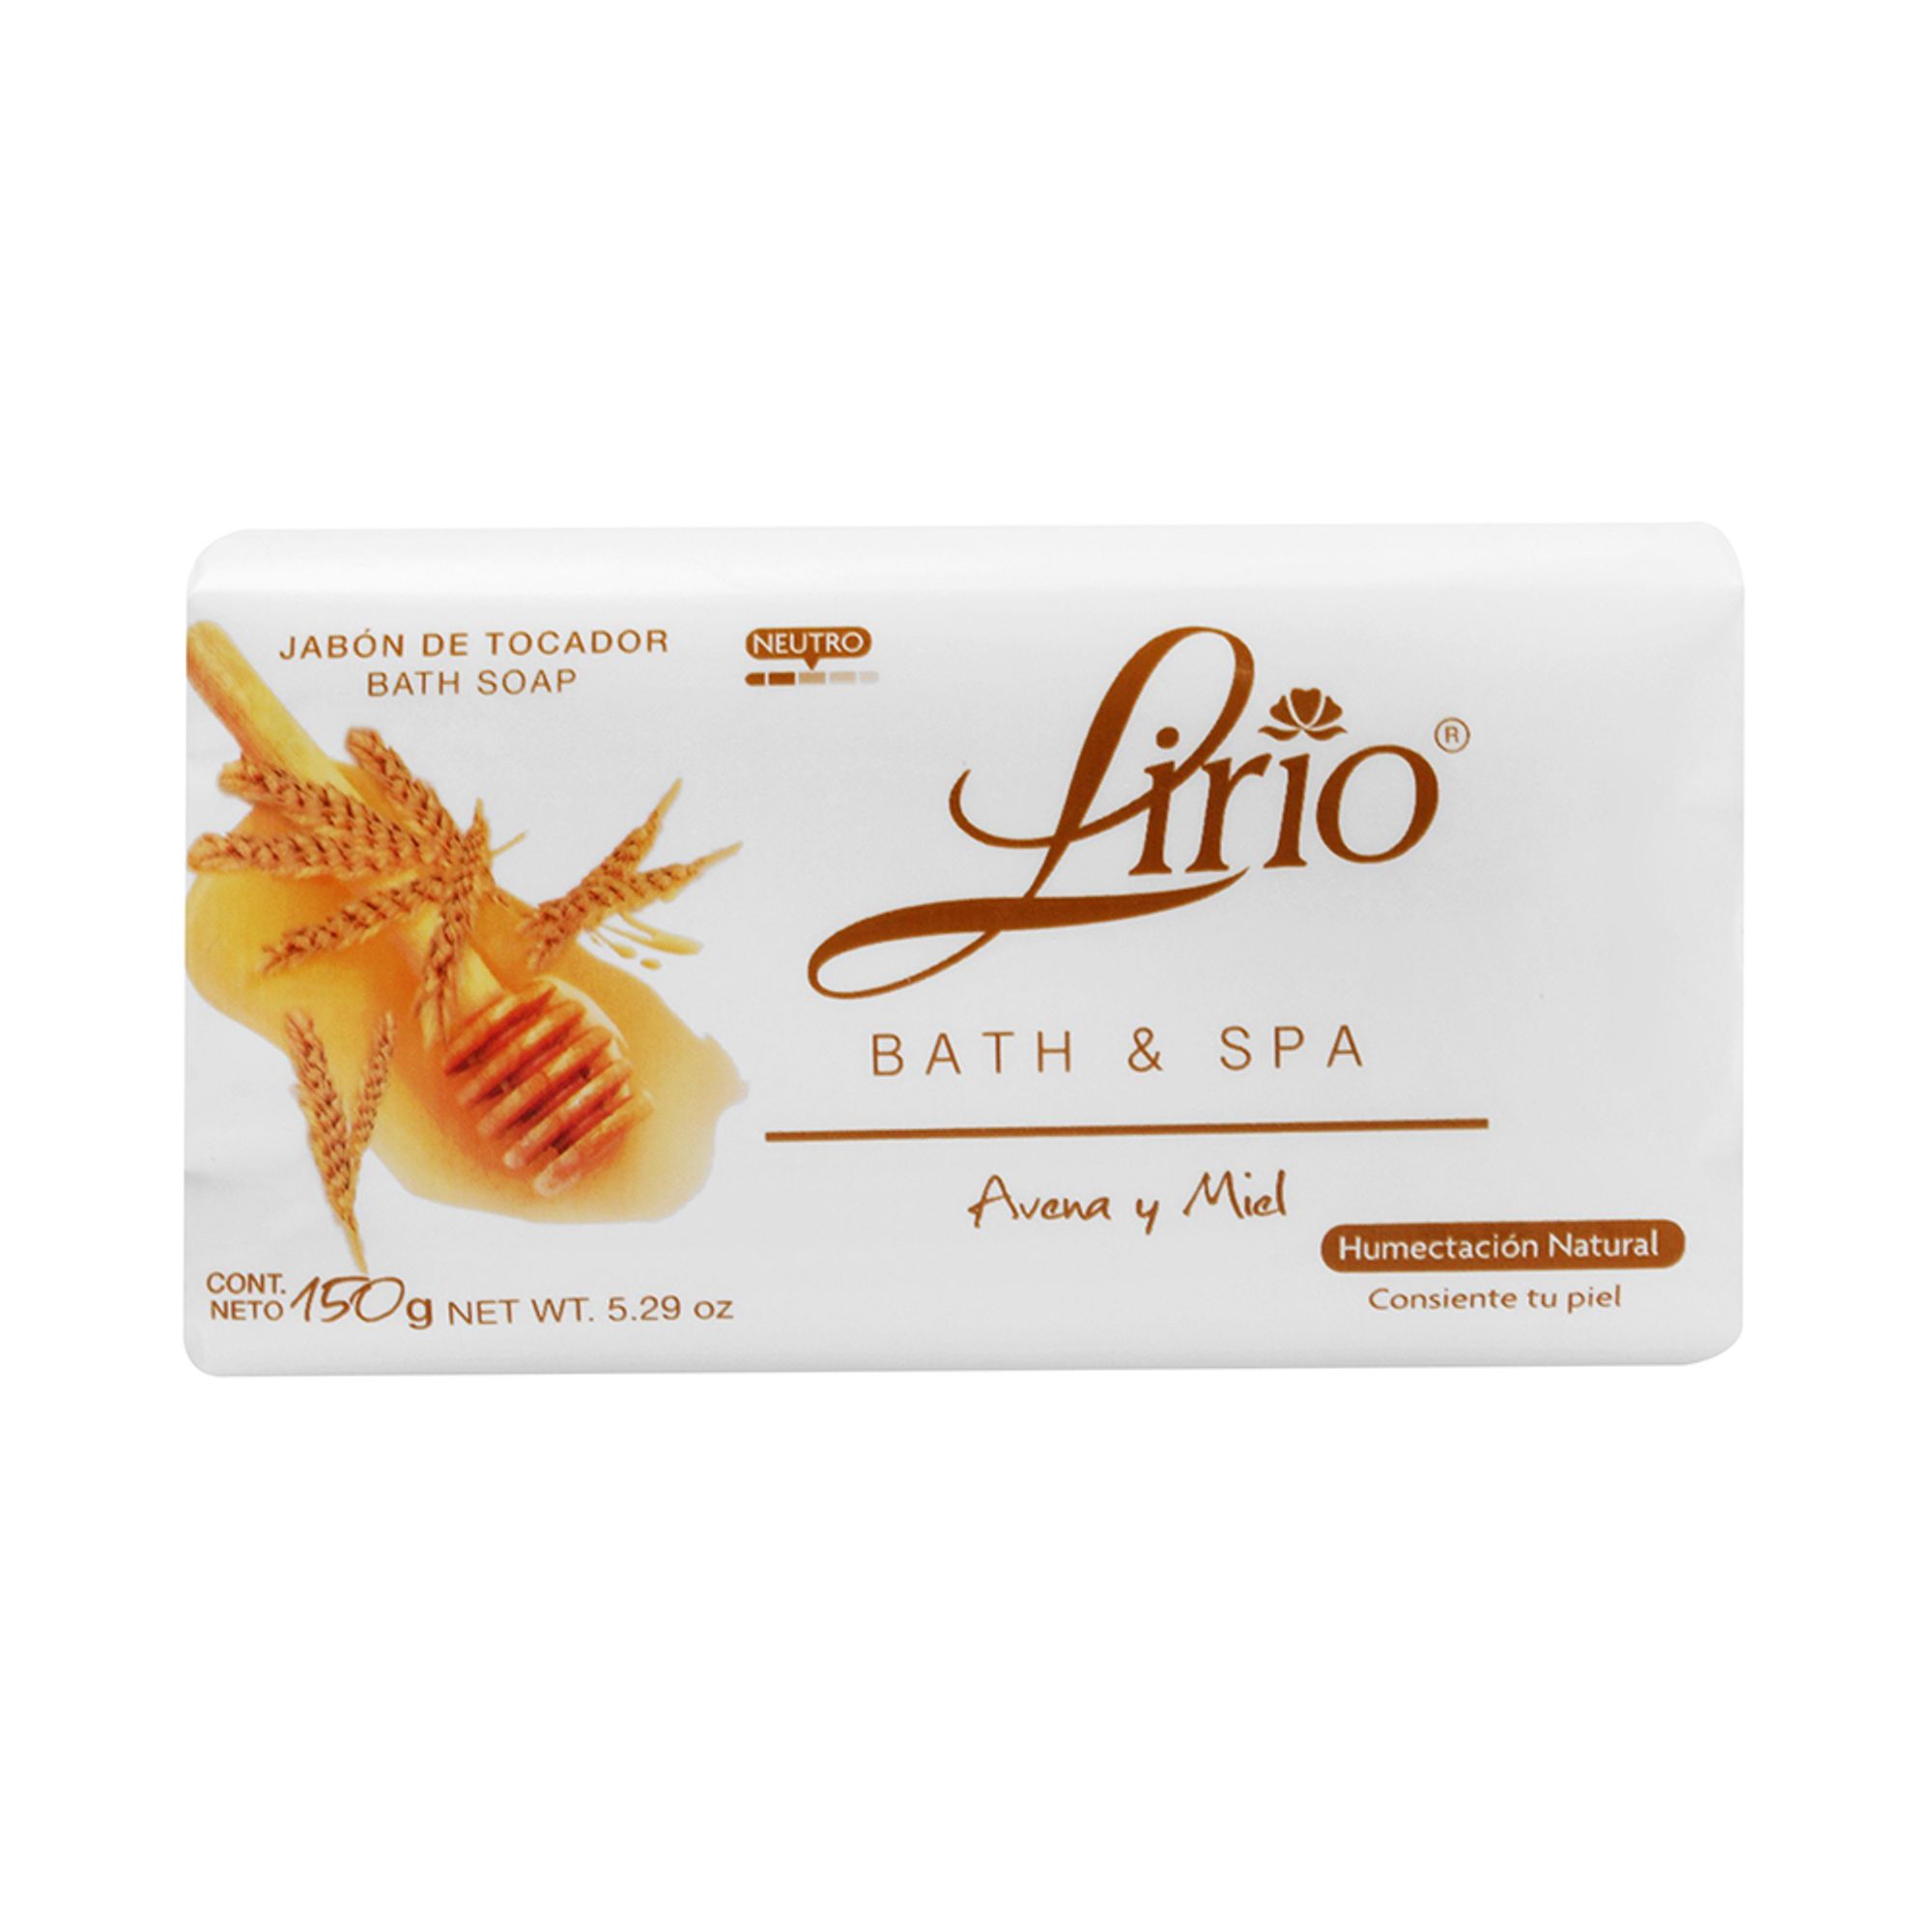 JABÓN DE TOCADOR
BATH SOAP
NEUTRO
Lirio®
BATH & SPA
Avena y Miel
Humectación Natural
Consiente tu piel
CONT.
NETO 150g NET WT. 5.29 oz